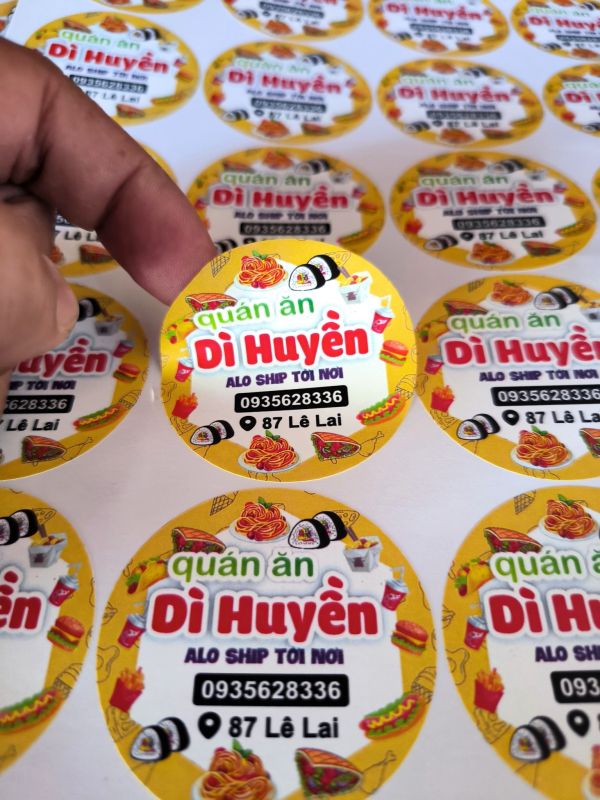 quán ăn
Dì Huyền
ALO SHIP TỚI NƠI
0935628336
87 Lê Lai